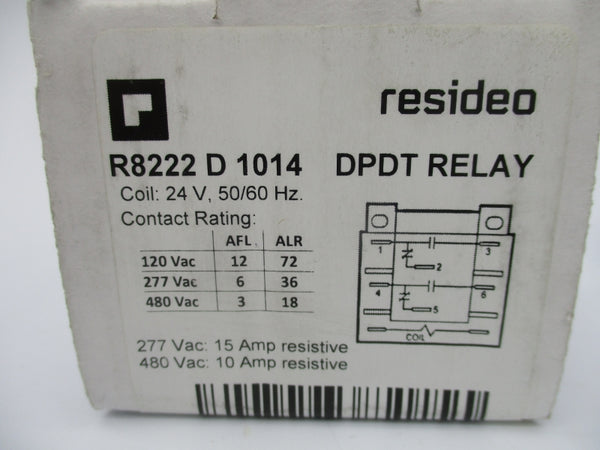 resideo
R8222 D 1014 DPDT RELAY
Coil: 24 V, 50/60 Hz.
Contact Rating:
AFL ALR
120 Vac 12 72
277 Vac 6 36
480 Vac 3 18
277 Vac: 15 Amp resistive
480 Vac: 10 Amp resistive
1 3
2
4 6
5
COIL